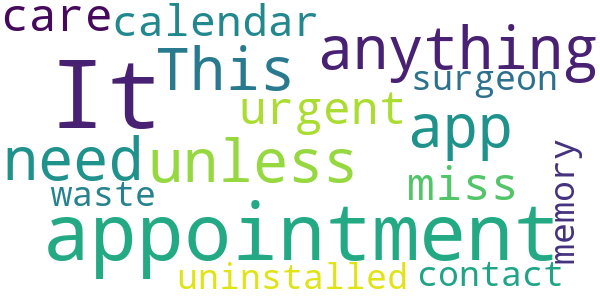 care calendar
It This anything
surgeon
urgent app
need unless
waste miss
memory
appointment
uninstalled contact